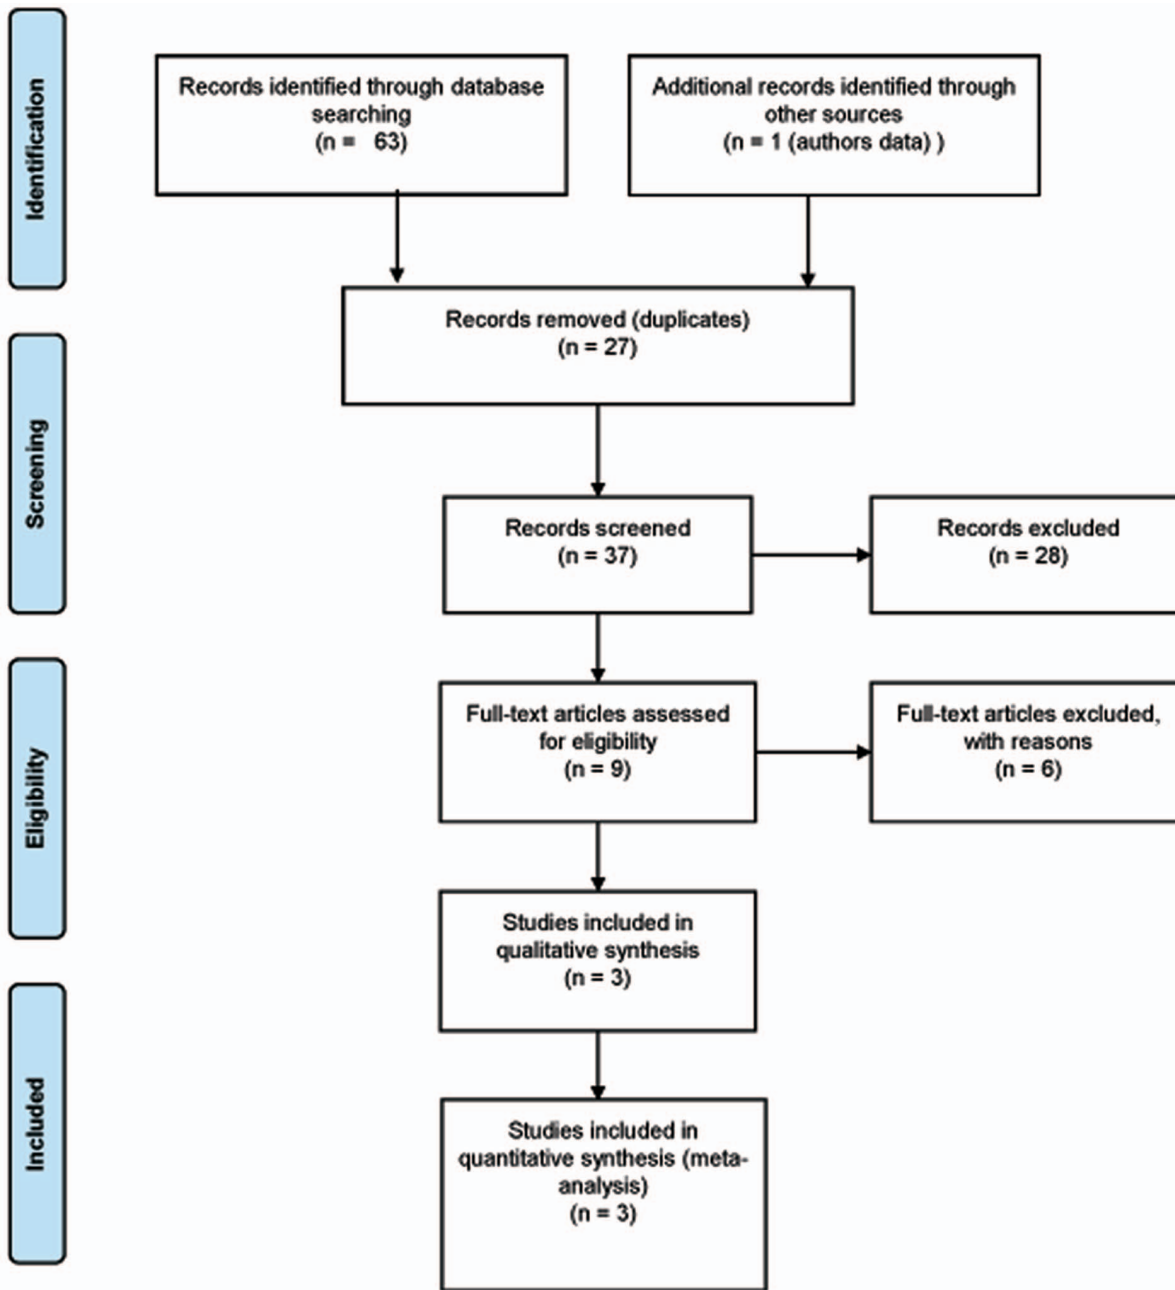 Identification
Records identified through database
searching
(n = 63)
Additional records identified through
other sources
(n = 1 (authors data) )
Records removed (duplicates)
(n = 27)
Screening
Records screened
(n = 37)
Records excluded
(n = 28)
Eligibility
Full-text articles assessed
for eligibility
(n = 9)
Full-text articles excluded,
with reasons
(n = 6)
Studies included in
qualitative synthesis
(n = 3)
Included
Studies included in
quantitative synthesis (meta-
analysis)
(n = 3)